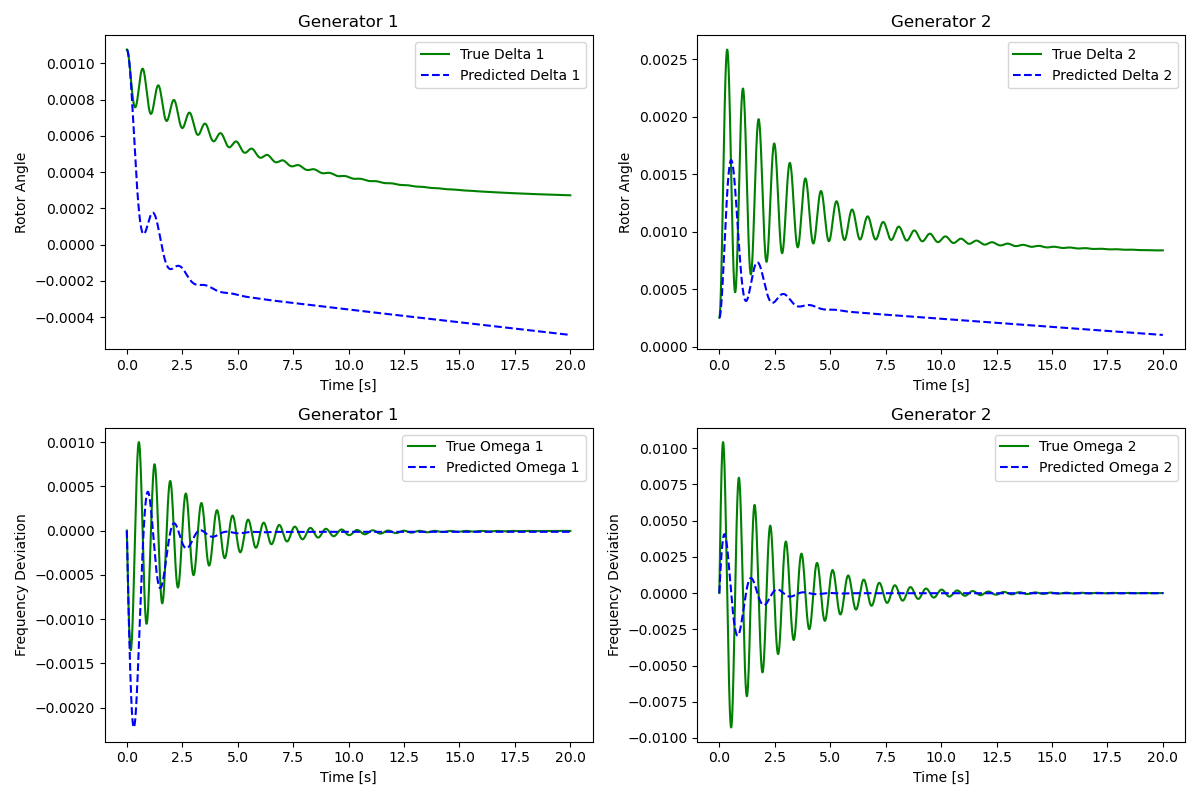 Generator 1
True Delta 1
Predicted Delta 1
0.0010
0.0008
0.0006
0.0004
0.0002
0.0000
−0.0002
−0.0004
Rotor Angle
0.0 2.5 5.0 7.5 10.0 12.5 15.0 17.5 20.0
Time [s]
Generator 2
True Delta 2
Predicted Delta 2
0.0025
0.0020
0.0015
0.0010
0.0005
0.0000
Rotor Angle
0.0 2.5 5.0 7.5 10.0 12.5 15.0 17.5 20.0
Time [s]
Generator 1
True Omega 1
Predicted Omega 1
0.0010
0.0005
0.0000
−0.0005
−0.0010
−0.0015
−0.0020
Frequency Deviation
0.0 2.5 5.0 7.5 10.0 12.5 15.0 17.5 20.0
Time [s]
Generator 2
True Omega 2
Predicted Omega 2
0.0100
0.0075
0.0050
0.0025
0.0000
−0.0025
−0.0050
−0.0075
−0.0100
Frequency Deviation
0.0 2.5 5.0 7.5 10.0 12.5 15.0 17.5 20.0
Time [s]